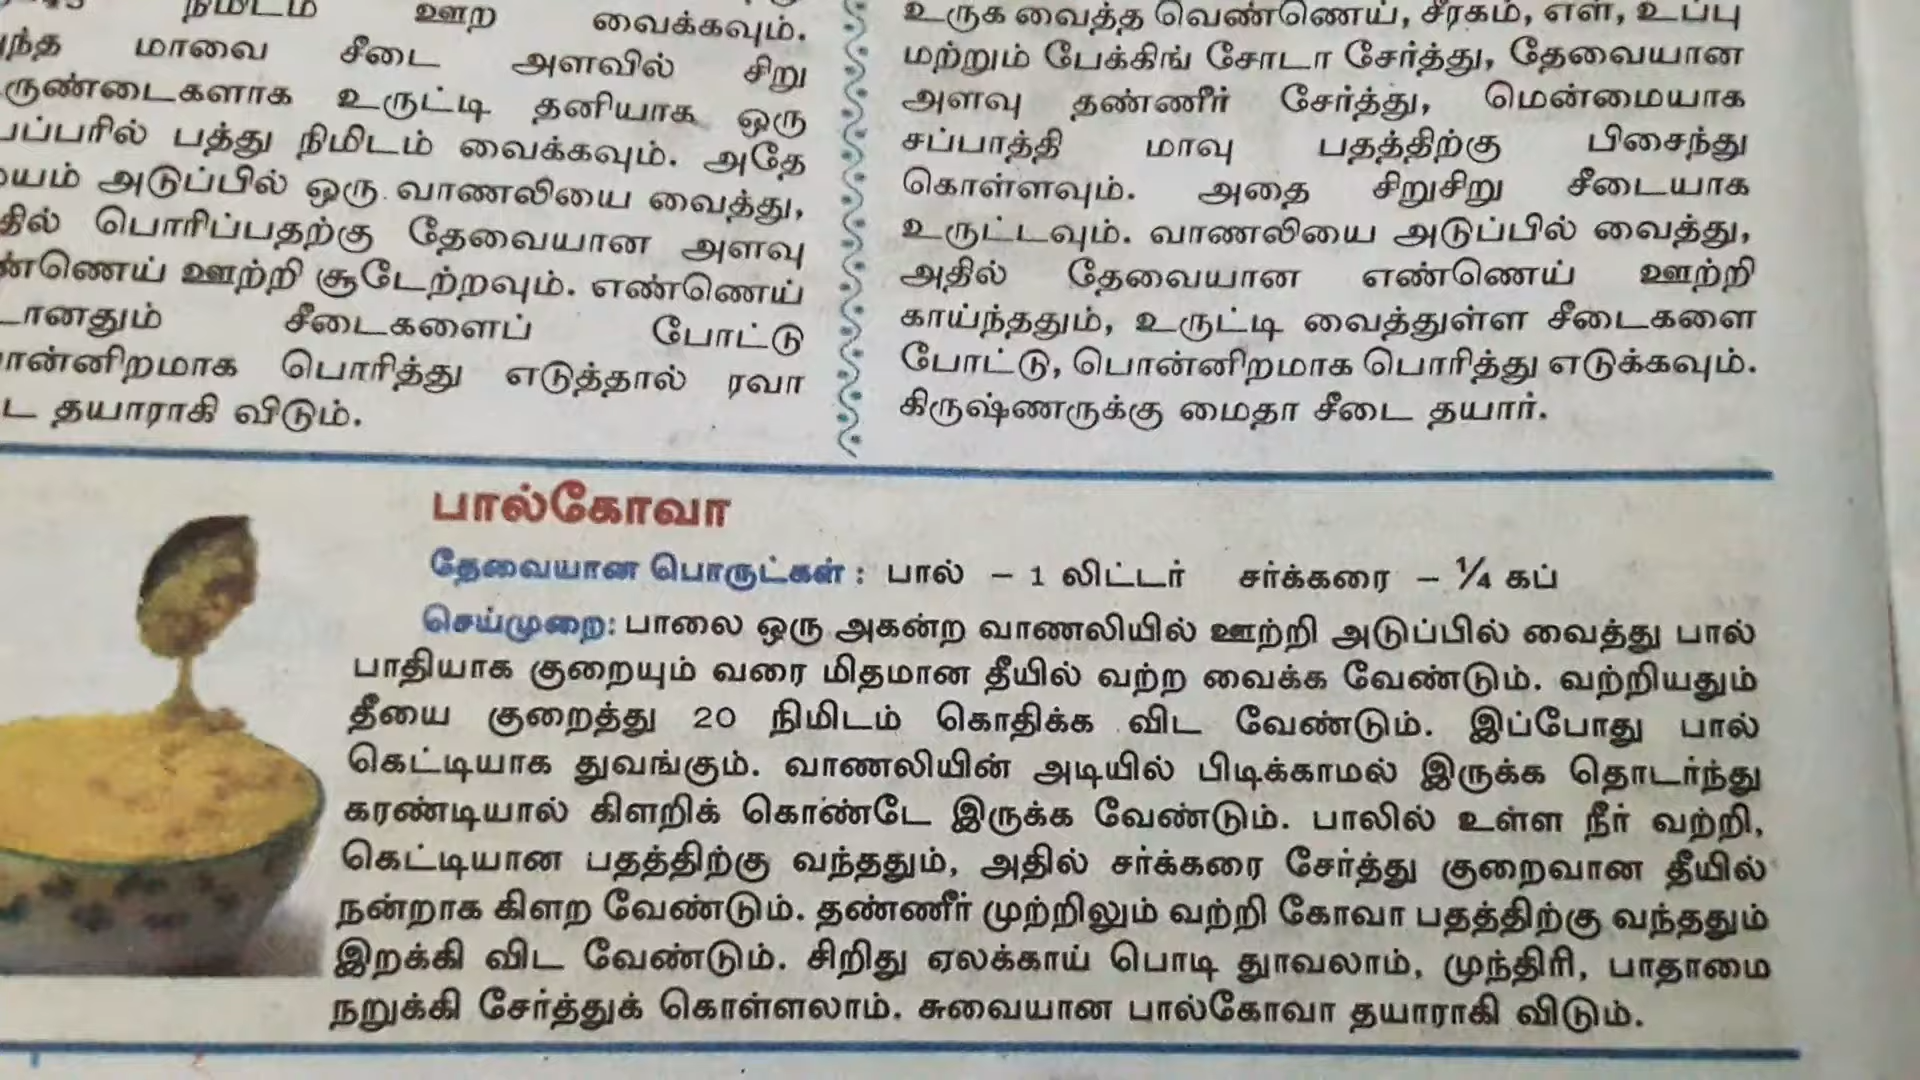 நிமிடம் ஊற வைக்கவும்.
மாவை சீடை அளவில் சிறு
உருட்டி தனியாக ஒரு
பத்து நிமிடம் வைக்கவும். அதே
அடுப்பில் ஒரு வாணலியை வைத்து,
பொரிப்பதற்கு தேவையான அளவு
ஊற்றி சூடேற்றவும். எண்ணெய்
சீடைகளைப் போட்டு
பொரித்து எடுத்தால் ரவா
தயாராகி விடும்.
உருக வைத்த வெண்ணெய், சீரகம், எள், உப்பு
மற்றும் பேக்கிங் சோடா சேர்த்து, தேவையான
அளவு தண்ணீர் சேர்த்து, மென்மையாக
சப்பாத்தி மாவு பதத்திற்கு பிசைந்து
கொள்ளவும். அதை சிறுசிறு சீடையாக
உருட்டவும். வாணலியை அடுப்பில் வைத்து,
அதில் தேவையான எண்ணெய் ஊற்றி
காய்ந்ததும், உருட்டி வைத்துள்ள சீடைகளை
போட்டு, பொன்னிறமாக பொரித்து எடுக்கவும்.
கிருஷ்ணருக்கு மைதா சீடை தயார்.
பால்கோவா
தேவையான பொருட்கள் : பால் – 1 லிட்டர் சர்க்கரை – ¼ கப்
செய்முறை: பாலை ஒரு அகன்ற வாணலியில் ஊற்றி அடுப்பில் வைத்து பால்
பாதியாக குறையும் வரை மிதமான தீயில் வற்ற வைக்க வேண்டும். வற்றியதும்
தீயை குறைத்து 20 நிமிடம் கொதிக்க விட வேண்டும். இப்போது பால்
கெட்டியாக துவங்கும். வாணலியின் அடியில் பிடிக்காமல் இருக்க தொடர்ந்து
கரண்டியால் கிளறிக் கொண்டே இருக்க வேண்டும். பாலில் உள்ள நீர் வற்றி,
கெட்டியான பதத்திற்கு வந்ததும், அதில் சர்க்கரை சேர்த்து குறைவான தீயில்
நன்றாக கிளற வேண்டும். தண்ணீர் முற்றிலும் வற்றி கோவா பதத்திற்கு வந்ததும்
இறக்கி விட வேண்டும். சிறிது ஏலக்காய் பொடி தூவலாம், முந்திரி, பாதாமை
நறுக்கி சேர்த்துக் கொள்ளலாம். சுவையான பால்கோவா தயாராகி விடும்.